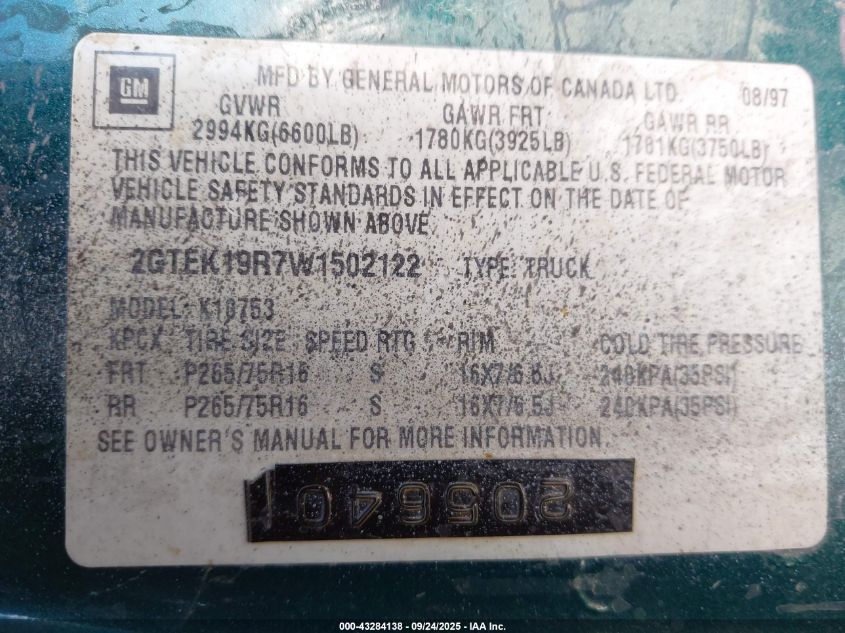 GM
MFD BY GENERAL MOTORS OF CANADA LTD. 08/97
GVWR GAWR FRT GAWR RR
2994KG(6600LB) 1780KG(3925LB) 1701KG(3750LB)
THIS VEHICLE CONFORMS TO ALL APPLICABLE U.S. FEDERAL MOTOR
VEHICLE SAFETY STANDARDS IN EFFECT ON THE DATE OF
MANUFACTURE SHOWN ABOVE
2GTEK19R7W1502122 TYPE: TRUCK
MODEL: K10753
KPCX TIRE SIZE SPEED RTG RIM COLD TIRE PRESSURE
FRT P265/75R16 S 16X7/6.5J 240KPA(35PSI)
RR P265/75R16 S 16X7/6.5J 240KPA(35PSI)
SEE OWNER'S MANUAL FOR MORE INFORMATION.
205640
000-43284138 - 09/24/2025 - IAA Inc.